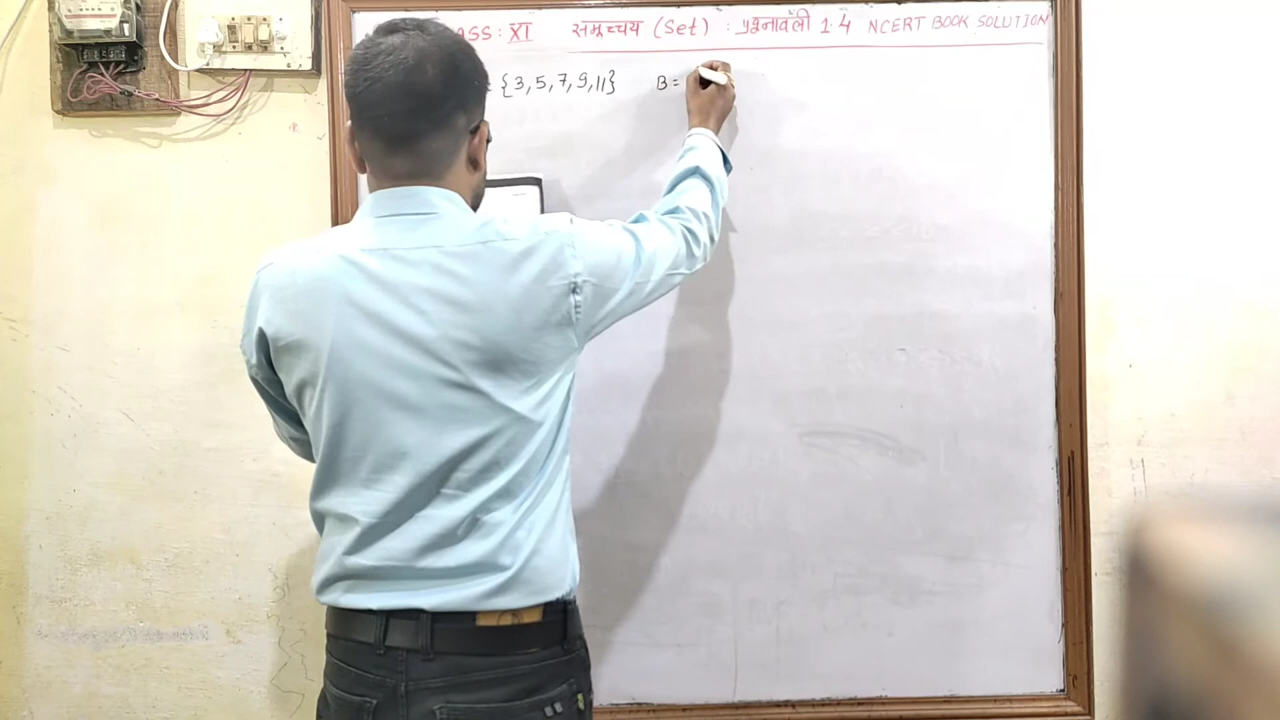 ASS : XI समुच्चय (Set) : प्रश्नावली 1.4 NCERT BOOK SOLUTION
= {3, 5, 7, 9, 11} B =